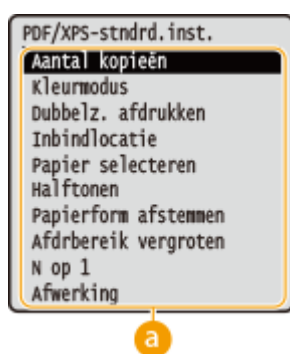 PDF/XPS-stndrd.inst.
Aantal kopieën
Kleurmodus
Dubbelz. afdrukken
Inbindlocatie
Papier selecteren
Halftonen
Papierform afstemmen
Afdrbereik vergroten
N op 1
Afwerking
a